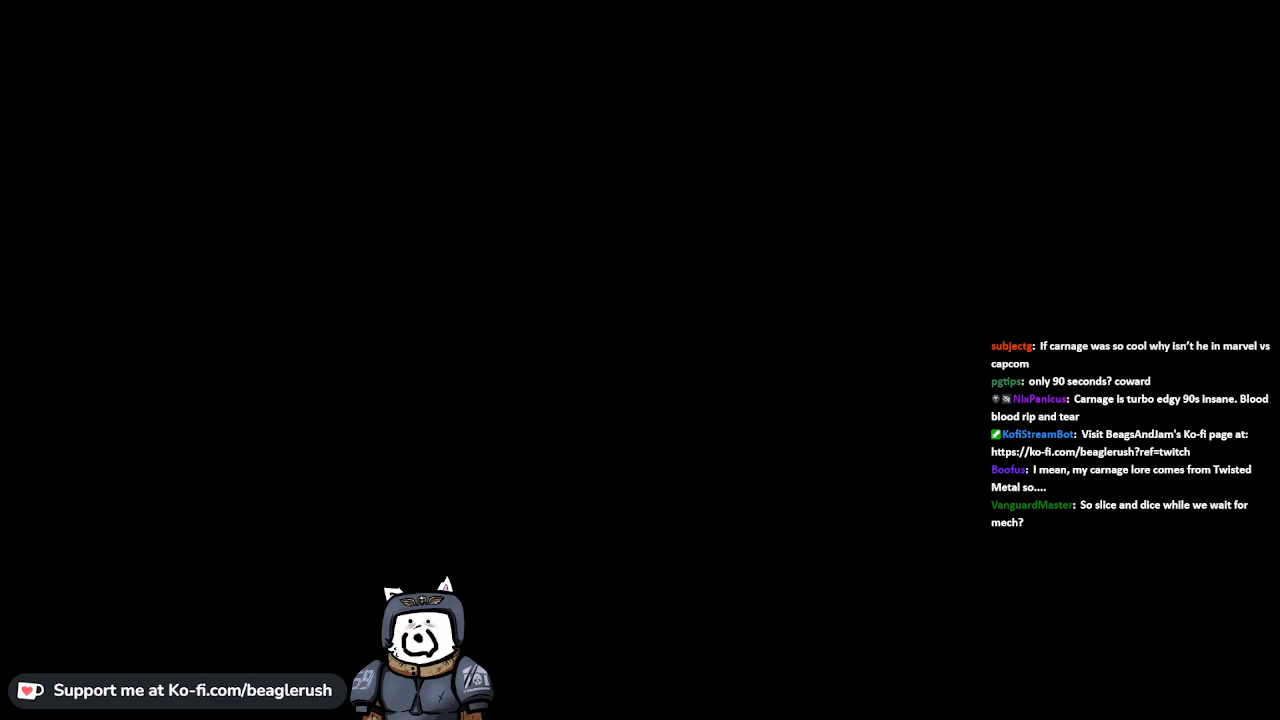 subjectg: If carnage was so cool why isn't he in marvel vs
capcom
pgtips: only 90 seconds? coward
NixPanicus: Carnage is turbo edgy 90s insane. Blood
blood rip and tear
KofiStreamBot: Visit BeagsAndJam's Ko-fi page at:
https://ko-fi.com/beaglerush?ref=twitch
Boofus: I mean, my carnage lore comes from Twisted
Metal so....
VanguardMaster: So slice and dice while we wait for
mech?
Support me at Ko-fi.com/beaglerush